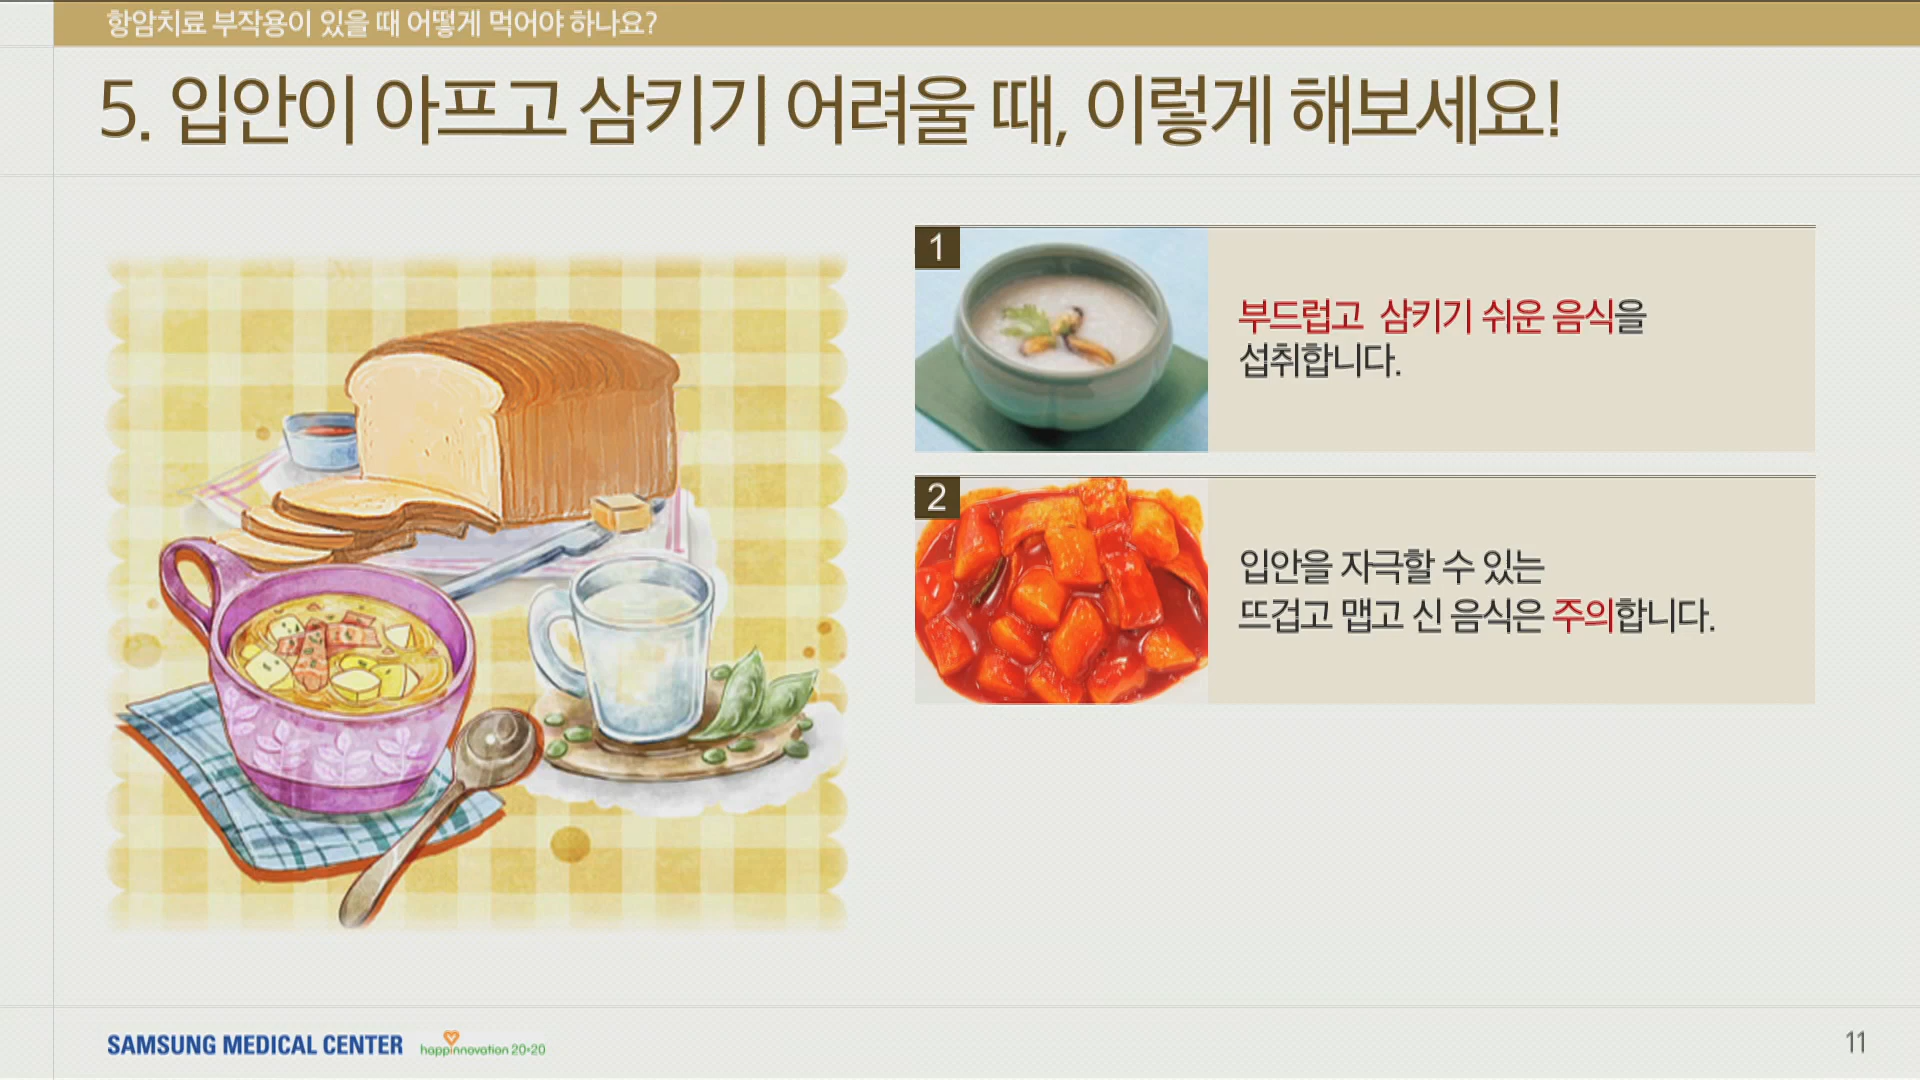 항암치료 부작용이 있을 때 어떻게 먹어야 하나요?
5. 입안이 아프고 삼키기 어려울 때, 이렇게 해보세요!
1
부드럽고 삼키기 쉬운 음식을
섭취합니다.
2
입안을 자극할 수 있는
뜨겁고 맵고 신 음식은 주의합니다.
SAMSUNG MEDICAL CENTER
happinnovation 20•20
11